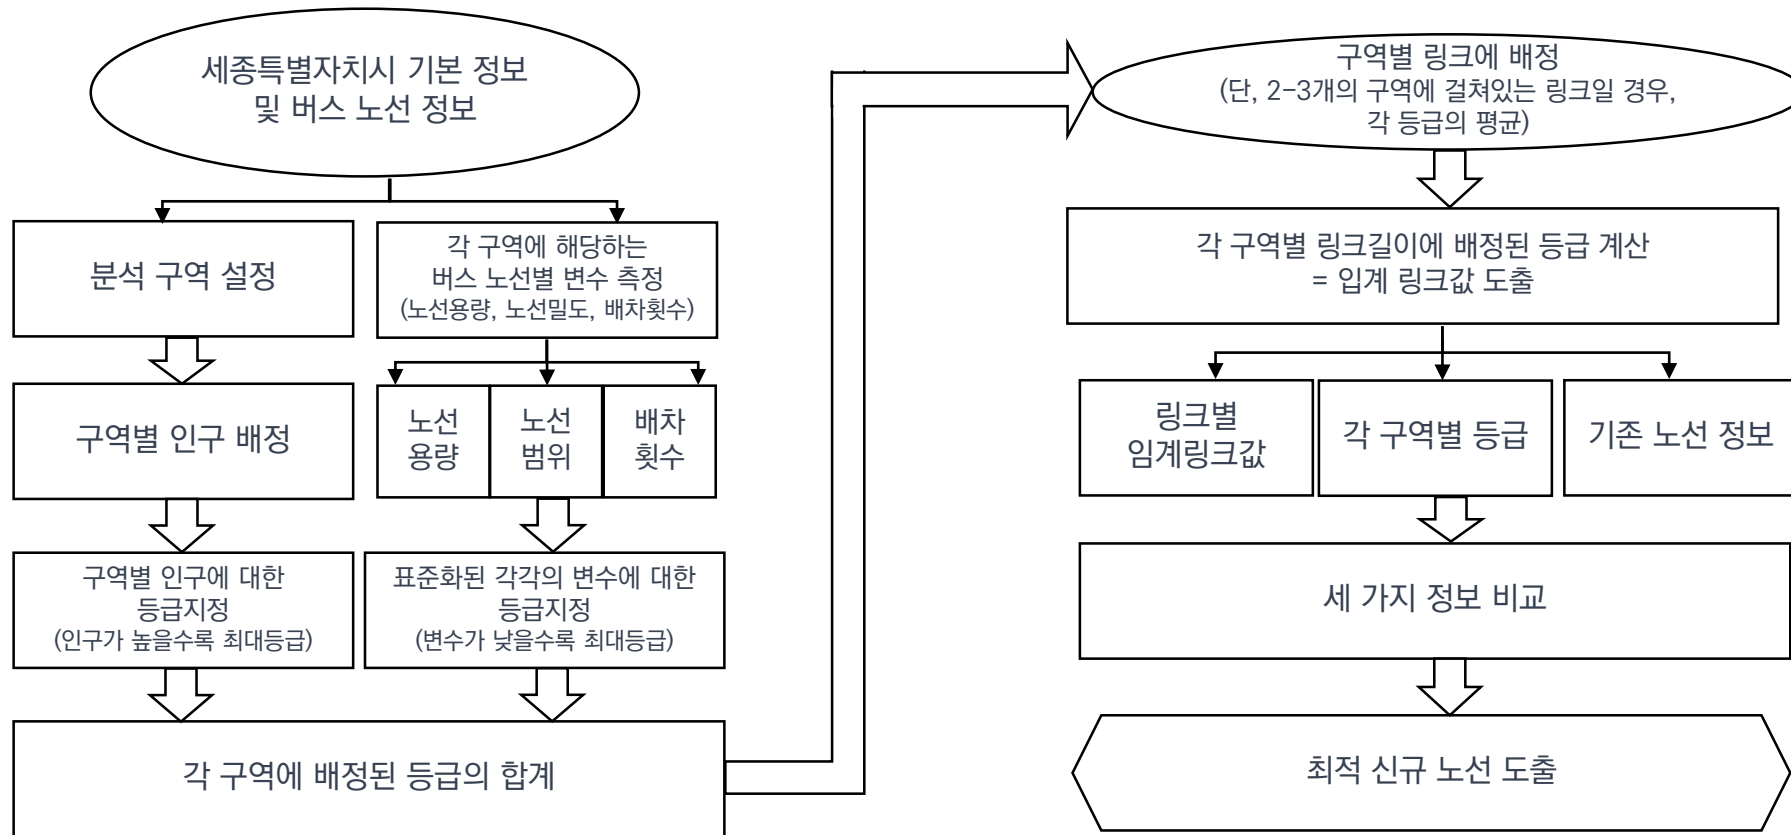 세종특별자치시 기본 정보
및 버스 노선 정보
분석 구역 설정
각 구역에 해당하는
버스 노선별 변수 측정
(노선용량, 노선밀도, 배차횟수)
구역별 인구 배정
노선
용량
노선
범위
배차
횟수
구역별 인구에 대한
등급지정
(인구가 높을수록 최대등급)
표준화된 각각의 변수에 대한
등급지정
(변수가 낮을수록 최대등급)
각 구역에 배정된 등급의 합계
구역별 링크에 배정
(단, 2-3개의 구역에 걸쳐있는 링크일 경우,
각 등급의 평균)
각 구역별 링크길이에 배정된 등급 계산
= 입계 링크값 도출
링크별
임계링크값
각 구역별 등급
기존 노선 정보
세 가지 정보 비교
최적 신규 노선 도출